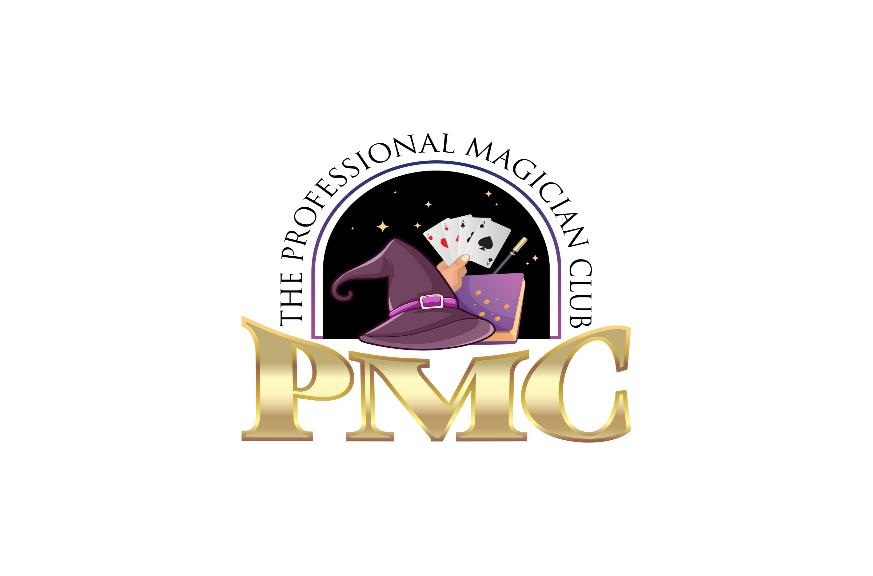 THE PROFESSIONAL MAGICIAN CLUB
PMC